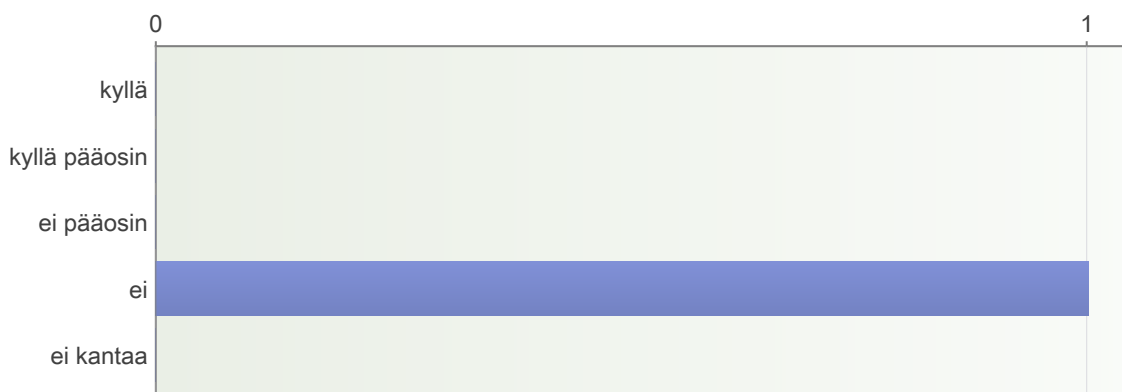 0 1
kyllä
kyllä pääosin
ei pääosin
ei
ei kantaa